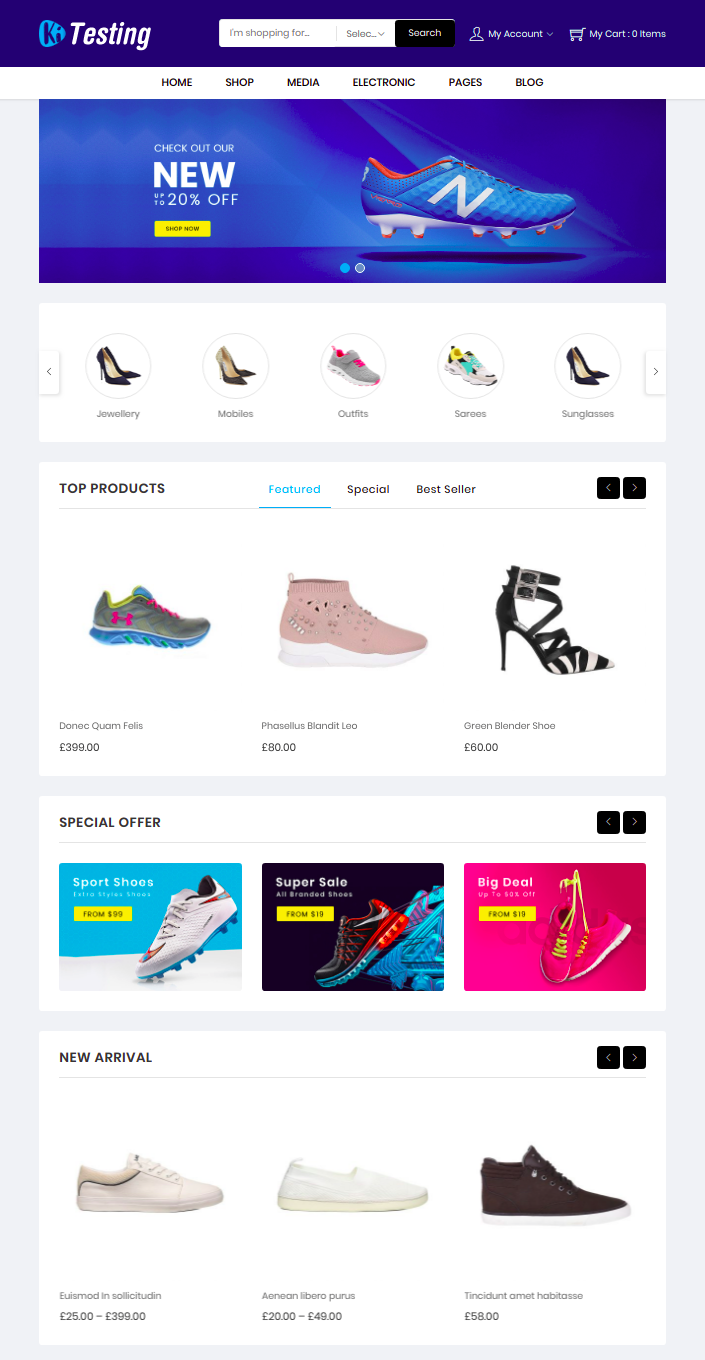 Ki Testing
I'm shopping for...
Selec...
Search
My Account
My Cart : 0 Items
HOME
SHOP
MEDIA
ELECTRONIC
PAGES
BLOG
CHECK OUT OUR
NEW
UP TO 20% OFF
SHOP NOW
N
Jewellery
Mobiles
Outfits
Sarees
Sunglasses
TOP PRODUCTS
Featured
Special
Best Seller
Donec Quam Felis
£399.00
Phasellus Blandit Leo
£80.00
Green Blender Shoe
£60.00
SPECIAL OFFER
Sport Shoes
Extra Styles Shoes
FROM $99
Super Sale
All Branded Shoes
FROM $19
Big Deal
Up To 50% Off
FROM $19
NEW ARRIVAL
Euismod In sollicitudin
£25.00 – £399.00
Aenean libero purus
£20.00 – £49.00
Tincidunt amet habitasse
£58.00